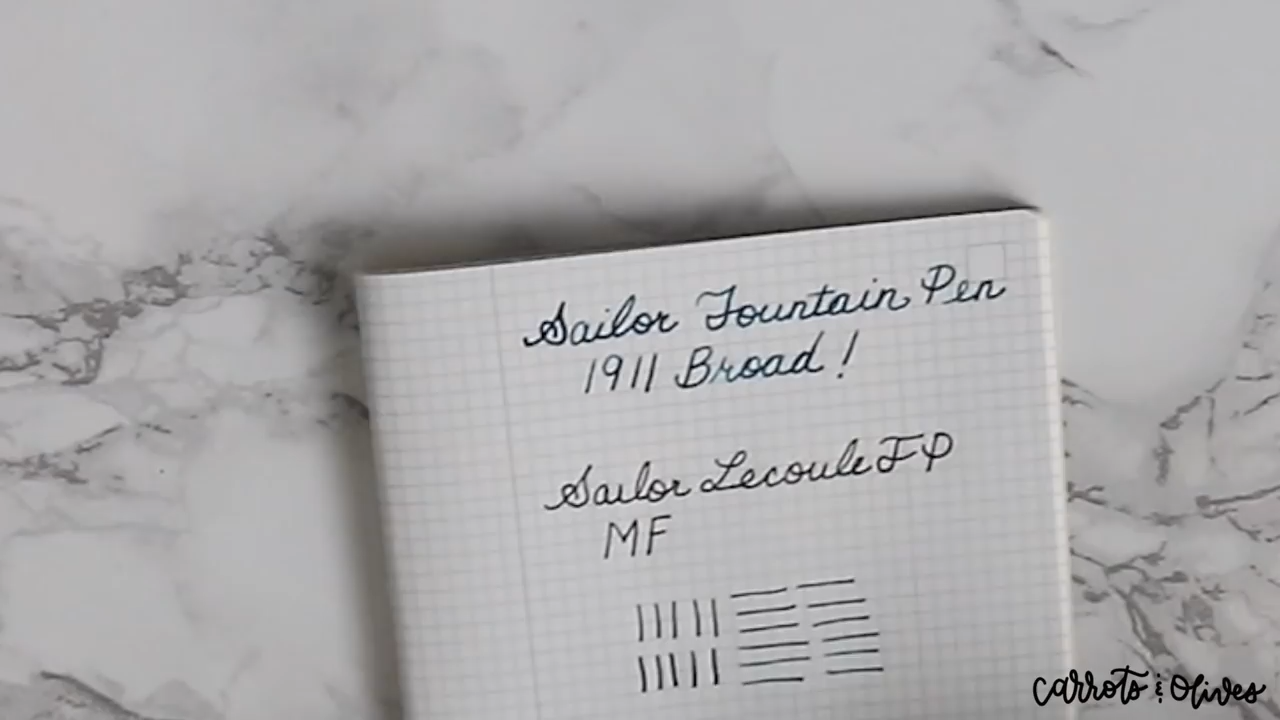 Sailor Fountain Pen
1911 Broad!
Sailor Lecoule FP
MF
carrots & Olives